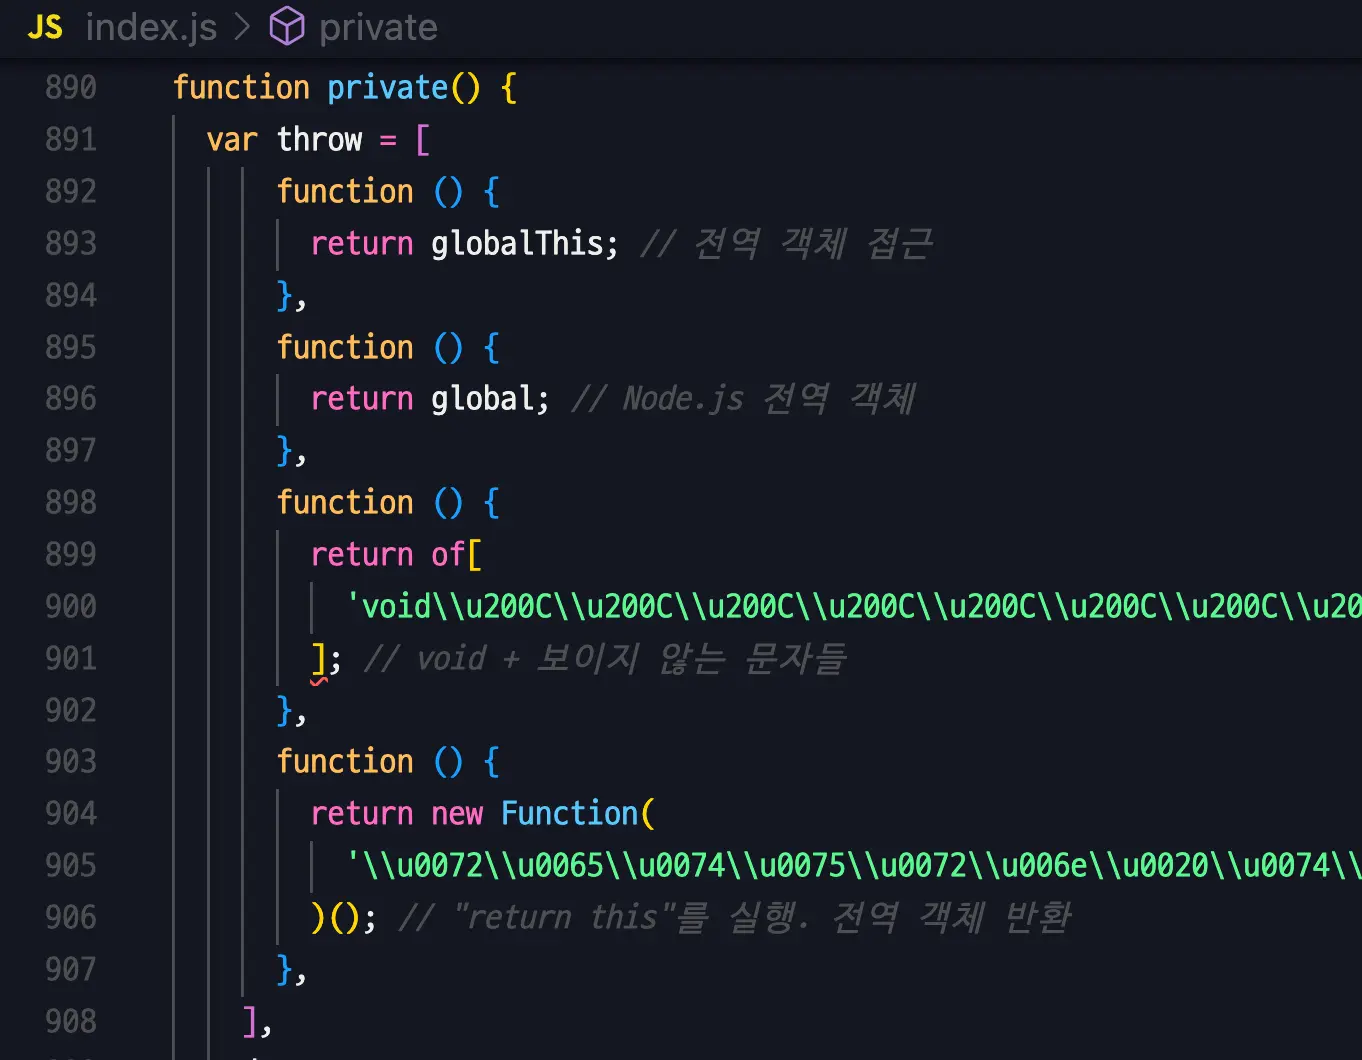 JS index.js > private
890 function private() {
891 var throw = [
892 function () {
893 return globalThis; // 전역 객체 접근
894 },
895 function () {
896 return global; // Node.js 전역 객체
897 },
898 function () {
899 return of[
900 'void\\u200C\\u200C\\u200C\\u200C\\u200C\\u200C\\u200C\\u20
901 ]; // void + 보이지 않는 문자들
902 },
903 function () {
904 return new Function(
905 '\\u0072\\u0065\\u0074\\u0075\\u0072\\u006e\\u0020\\u0074\\
906 )(); // "return this"를 실행. 전역 객체 반환
907 },
908 ],